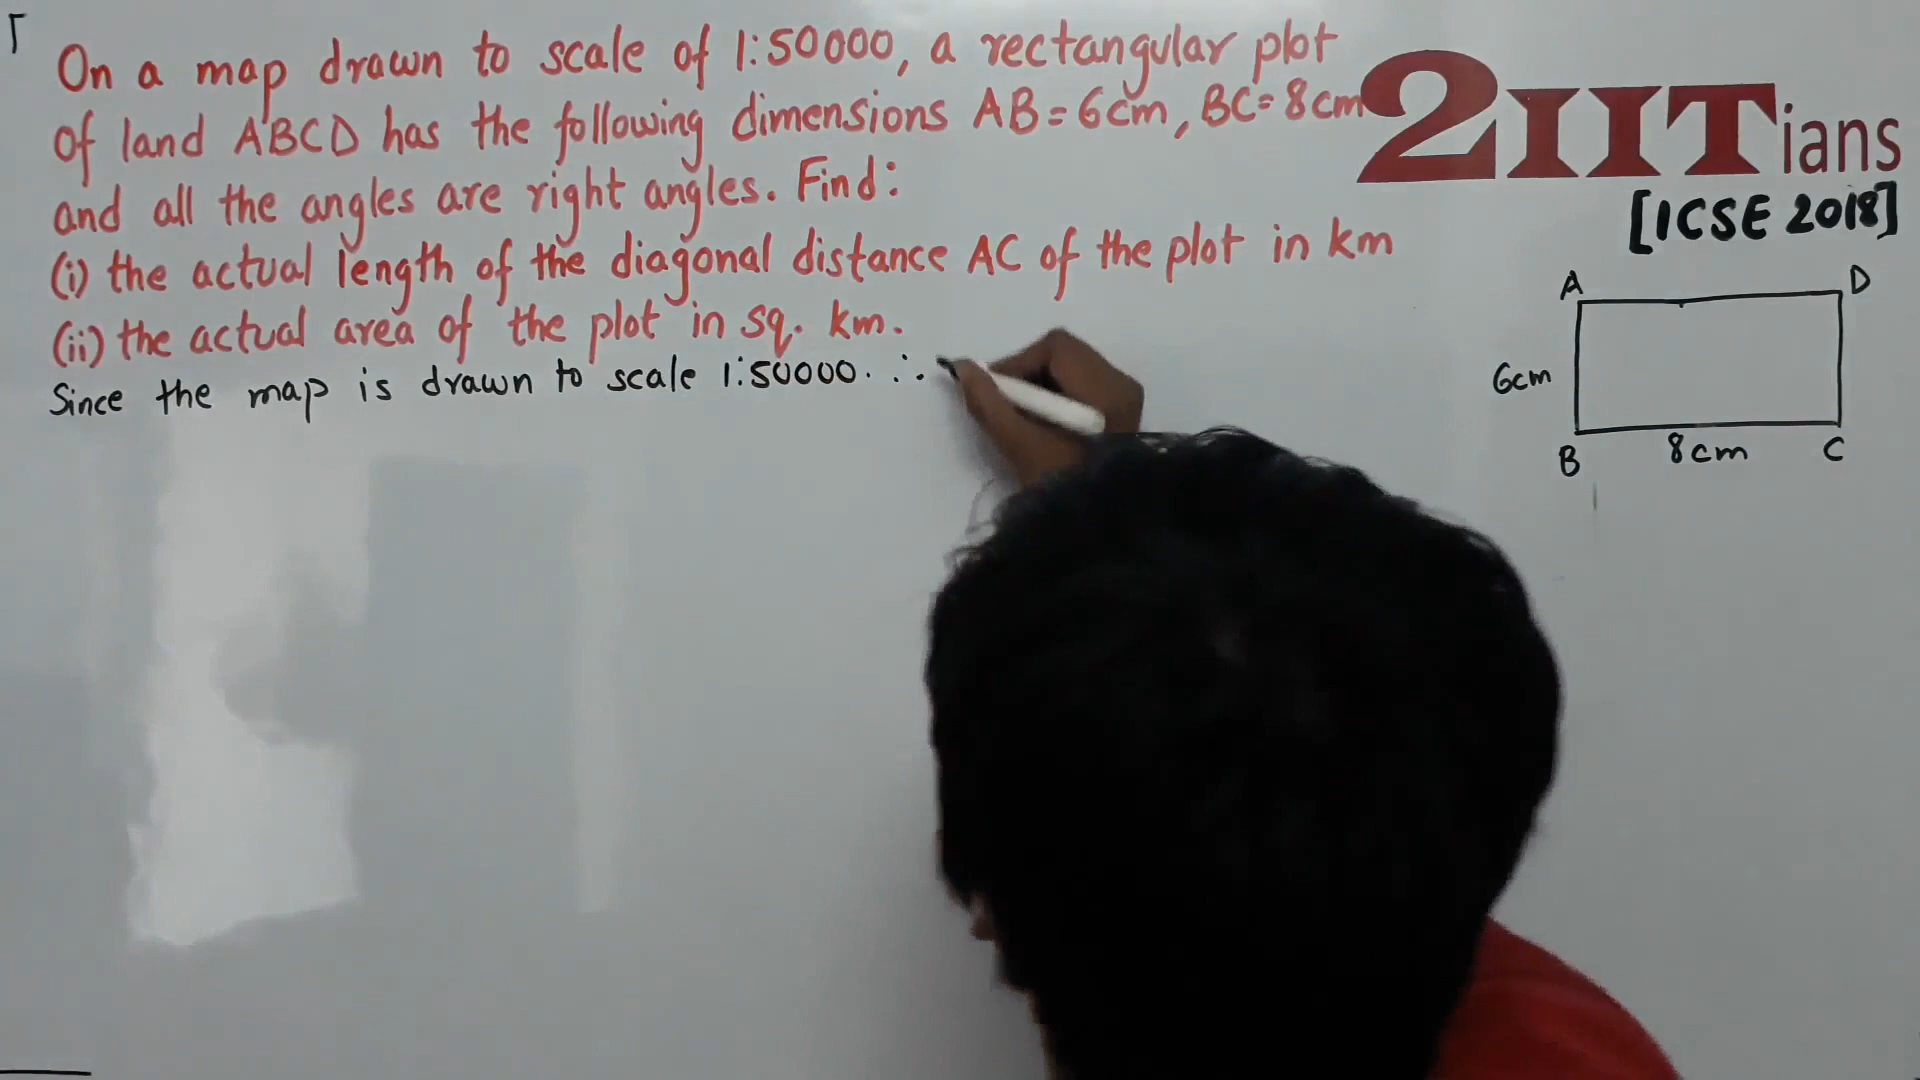 On a map drawn to scale of 1:50000, a rectangular plot
of land ABCD has the following dimensions AB=6cm, BC=8cm
and all the angles are right angles. Find:
(i) the actual length of the diagonal distance AC of the plot in km
(ii) the actual area of the plot in sq. km.
Since the map is drawn to scale 1:50000. ∴
2IITians
[ICSE 2018]
A D
6cm
B 8cm C